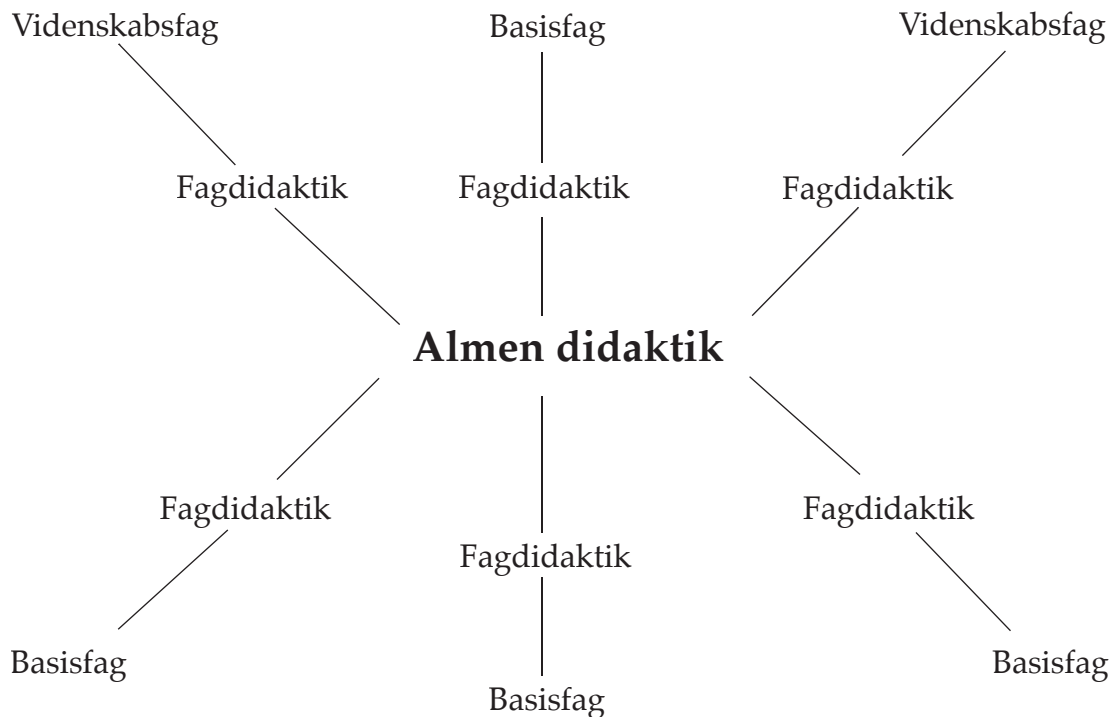 Videnskabsfag
Basisfag
Videnskabsfag
Fagdidaktik
Fagdidaktik
Fagdidaktik
Almen didaktik
Fagdidaktik
Fagdidaktik
Fagdidaktik
Basisfag
Basisfag
Basisfag